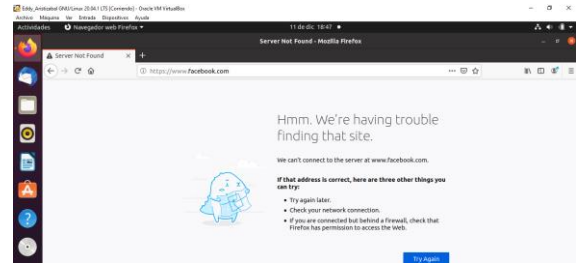 Eddy_Aristizabal GNU/Linux 20.04.1 LTS [Corriendo] - Oracle VM VirtualBox
Archivo Máquina Ver Entrada Dispositivos Ayuda
Actividades Navegador web Firefox 11 de dic 18:47
Server Not Found - Mozilla Firefox
Server Not Found
https://www.facebook.com
Hmm. We're having trouble
finding that site.
We can't connect to the server at www.facebook.com.
If that address is correct, here are three other things you
can try:
• Try again later.
• Check your network connection.
• If you are connected but behind a firewall, check that
Firefox has permission to access the Web.
Try Again